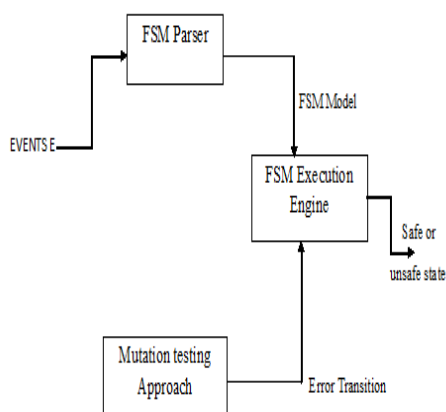 FSM Parser
FSM Model
EVENTS E
FSM Execution
Engine
Safe or
unsafe state
Mutation testing
Approach
Error Transition